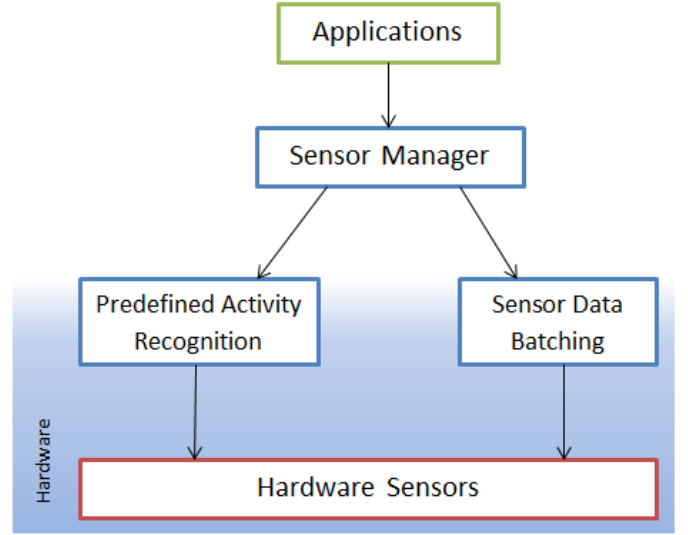 Applications
Sensor Manager
Predefined Activity
Recognition
Sensor Data
Batching
Hardware
Hardware Sensors